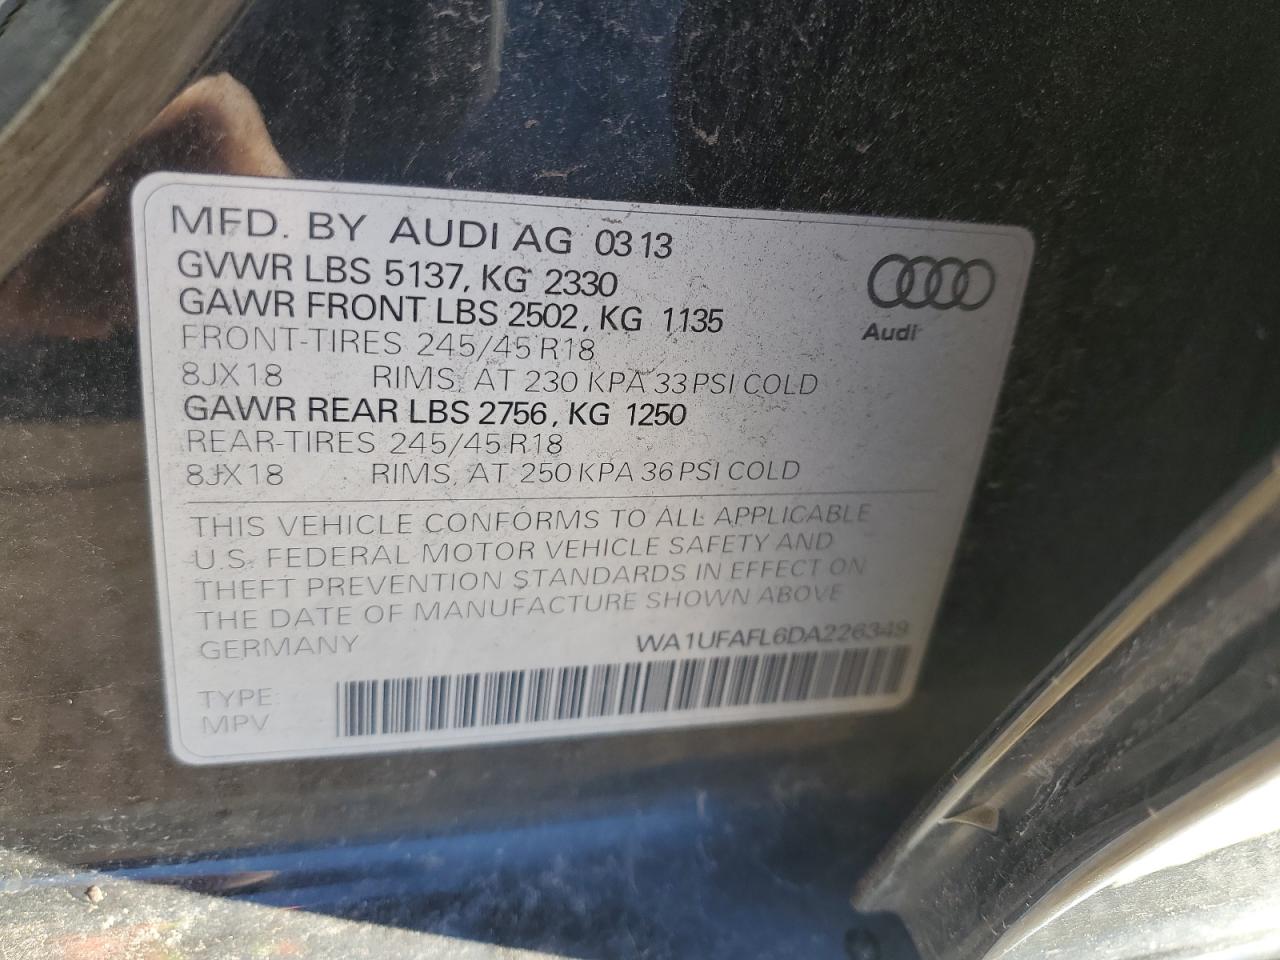 MFD. BY AUDI AG 03 13
GVWR LBS 5137, KG 2330
GAWR FRONT LBS 2502, KG 1135
FRONT-TIRES 245/45 R18
8JX18 RIMS, AT 230 KPA 33 PSI COLD
GAWR REAR LBS 2756, KG 1250
REAR-TIRES 245/45 R18
8JX18 RIMS, AT 250 KPA 36 PSI COLD
Audi
THIS VEHICLE CONFORMS TO ALL APPLICABLE
U.S. FEDERAL MOTOR VEHICLE SAFETY AND
THEFT PREVENTION STANDARDS IN EFFECT ON
THE DATE OF MANUFACTURE SHOWN ABOVE
GERMANY WA1UFAFL6DA226349
TYPE:
MPV